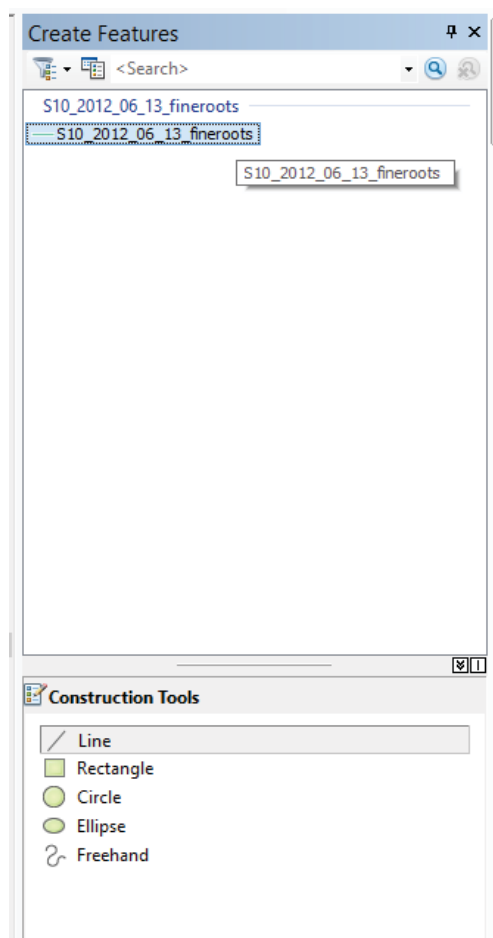 Create Features
<Search>
S10_2012_06_13_fineroots
S10_2012_06_13_fineroots
S10_2012_06_13_fineroots
Construction Tools
Line
Rectangle
Circle
Ellipse
Freehand